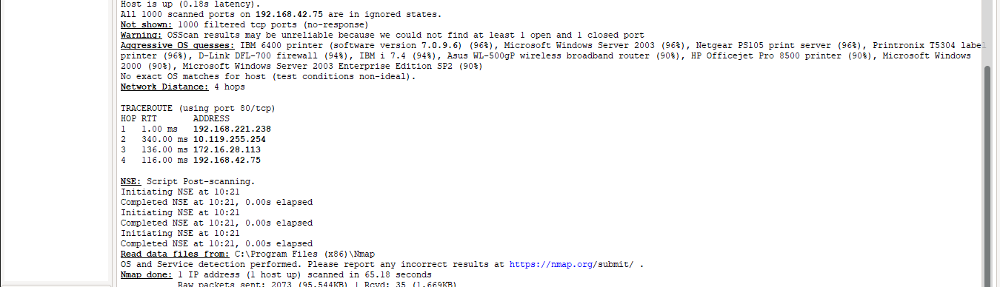 Host is up (0.18s latency).
All 1000 scanned ports on 192.168.42.75 are in ignored states.
Not shown: 1000 filtered tcp ports (no-response)
Warning: OSScan results may be unreliable because we could not find at least 1 open and 1 closed port
Aggressive OS guesses: IBM 6400 printer (software version 7.0.9.6) (96%), Microsoft Windows Server 2003 (96%), Netgear PS105 print server (96%), Printronix T5304 label
printer (96%), D-Link DFL-700 firewall (94%), IBM i 7.4 (94%), Asus WL-500gP wireless broadband router (90%), HP Officejet Pro 8500 printer (90%), Microsoft Windows
2000 (90%), Microsoft Windows Server 2003 Enterprise Edition SP2 (90%)
No exact OS matches for host (test conditions non-ideal).
Network Distance: 4 hops
TRACEROUTE (using port 80/tcp)
HOP RTT ADDRESS
1 1.00 ms 192.168.221.238
2 340.00 ms 10.119.255.254
3 136.00 ms 172.16.28.113
4 116.00 ms 192.168.42.75
NSE: Script Post-scanning.
Initiating NSE at 10:21
Completed NSE at 10:21, 0.00s elapsed
Initiating NSE at 10:21
Completed NSE at 10:21, 0.00s elapsed
Initiating NSE at 10:21
Completed NSE at 10:21, 0.00s elapsed
Read data files from: C:\Program Files (x86)\Nmap
OS and Service detection performed. Please report any incorrect results at https://nmap.org/submit/ .
Nmap done: 1 IP address (1 host up) scanned in 65.18 seconds
Raw packets sent: 2073 (95.544KB) | Rcvd: 35 (1.669KB)